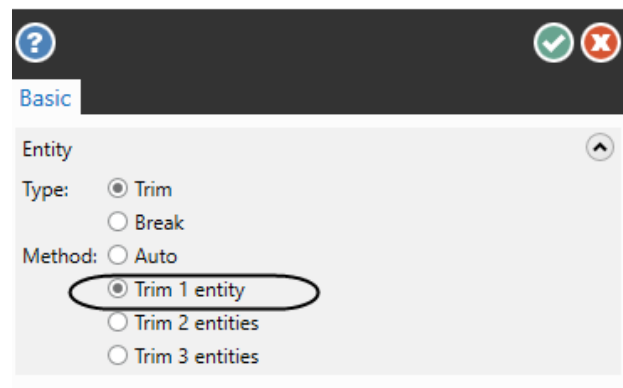 ?
Basic
Entity
Type: Trim
Break
Method: Auto
Trim 1 entity
Trim 2 entities
Trim 3 entities